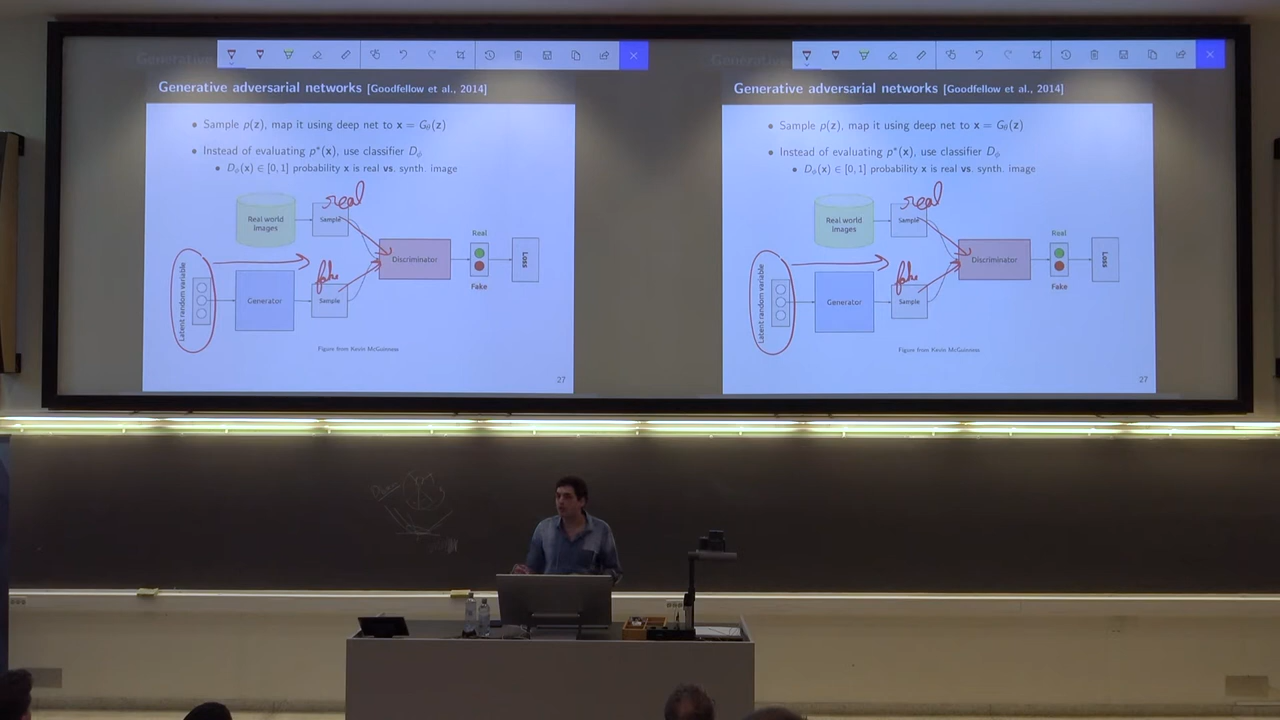 Generative adversarial networks [Goodfellow et al., 2014]
• Sample p(z), map it using deep net to x = Gθ(z)
• Instead of evaluating p*(x), use classifier Dϕ
• Dϕ(x) ∈ [0, 1] probability x is real vs. synth. image
real
Real world
images
Sample
Real
Discriminator
Loss
Fake
fake
Latent random variable
Generator
Sample
Figure from Kevin McGuinness
27
Generative adversarial networks [Goodfellow et al., 2014]
• Sample p(z), map it using deep net to x = Gθ(z)
• Instead of evaluating p*(x), use classifier Dϕ
• Dϕ(x) ∈ [0, 1] probability x is real vs. synth. image
real
Real world
images
Sample
Real
Discriminator
Loss
Fake
fake
Latent random variable
Generator
Sample
Figure from Kevin McGuinness
27